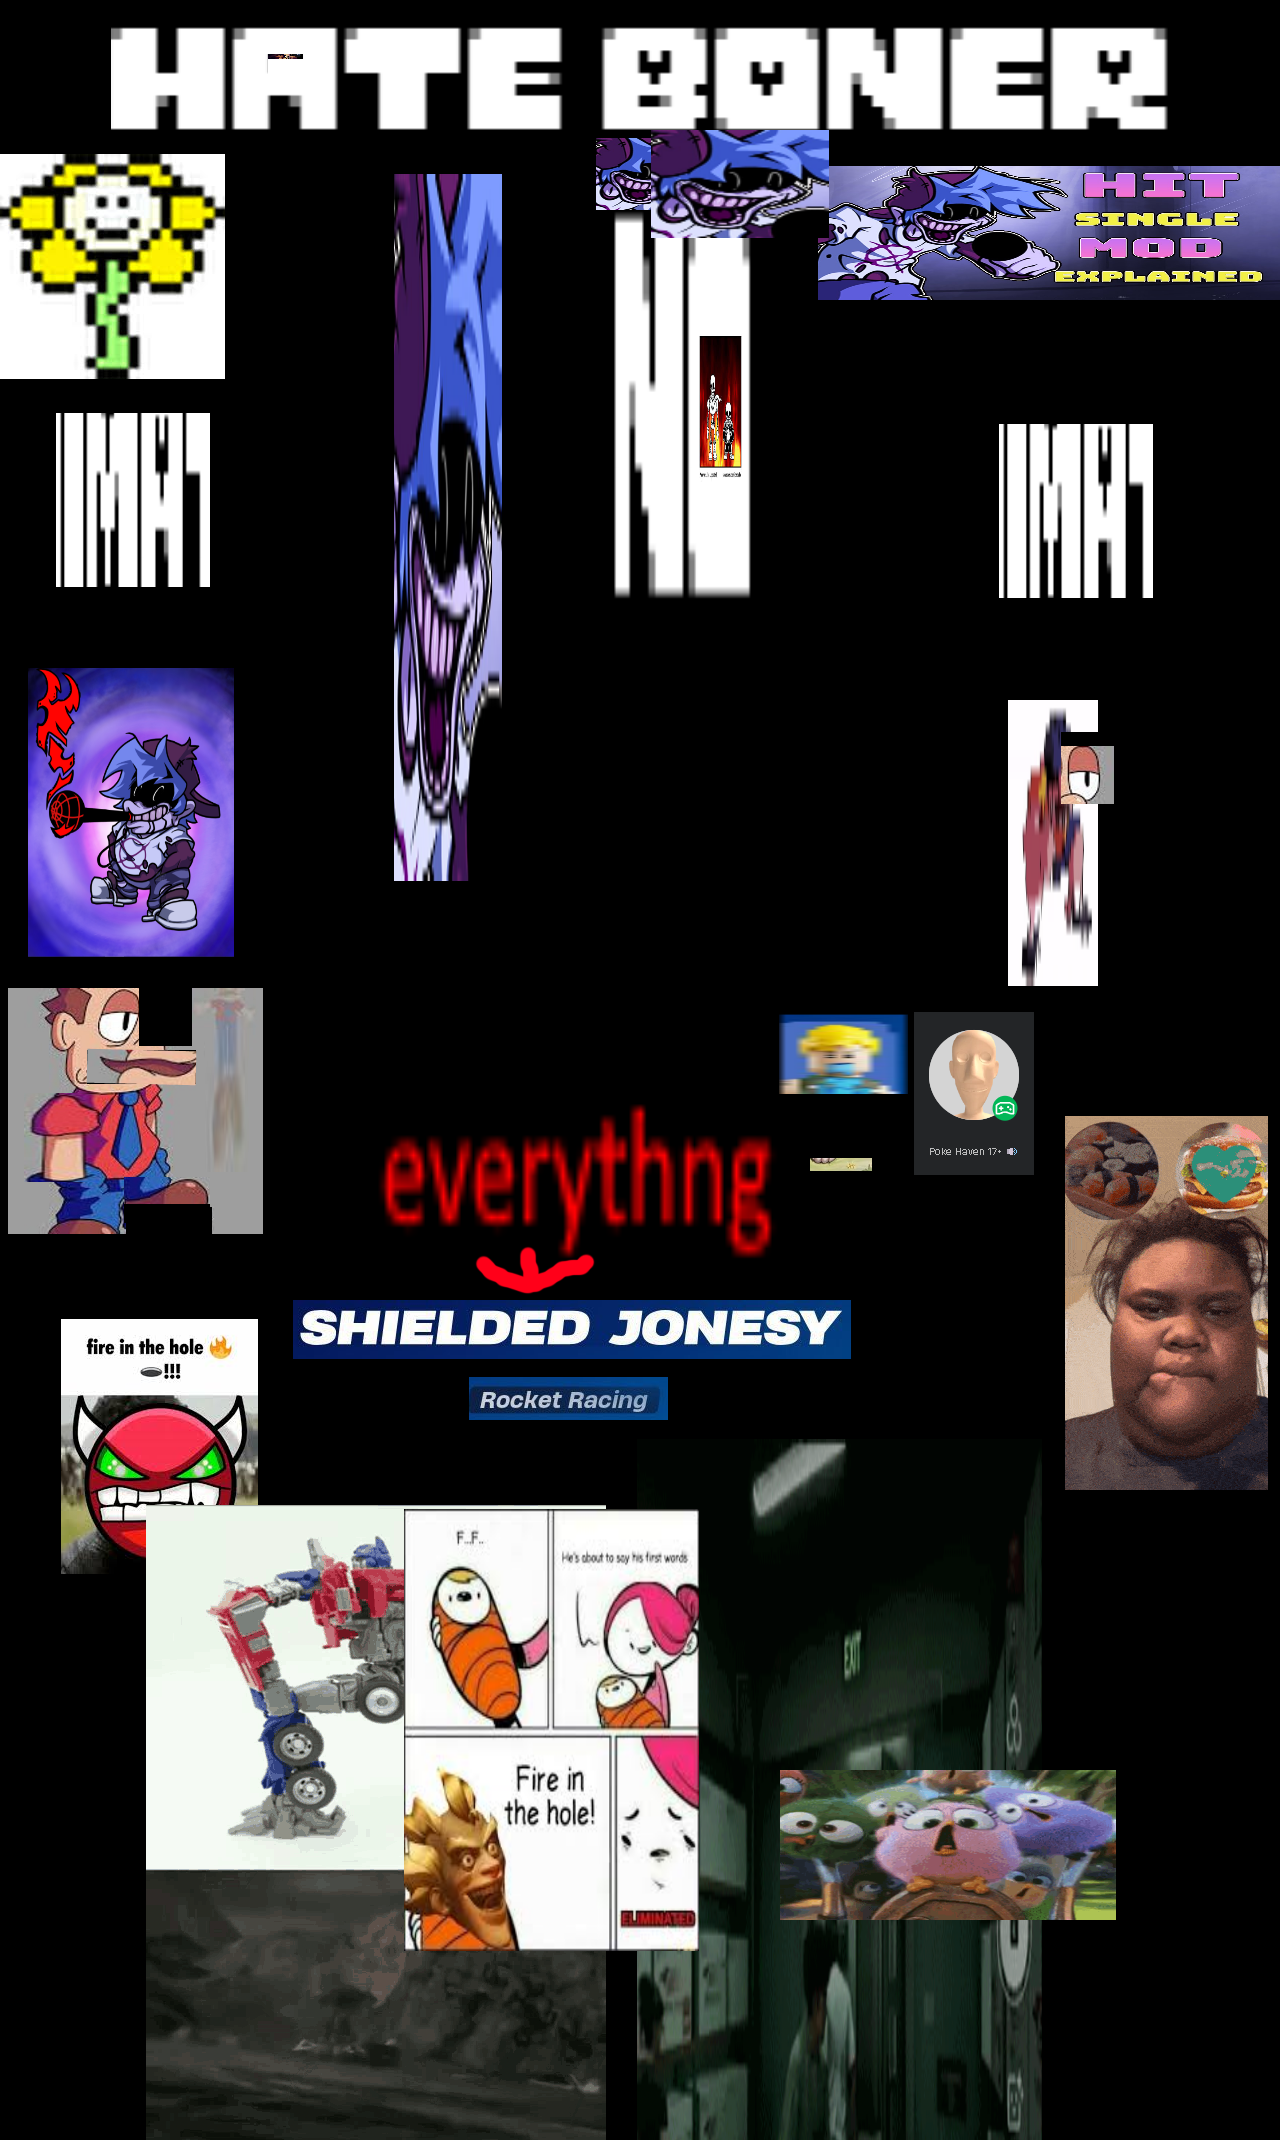 HATE BONER
HIT
SINGLE
MOD
EXPLAINED
Poke Haven 17+
everythng
SHIELDED JONESY
Rocket Racing
fire in the hole 🔥
🕳️!!!
F..F..
He's about to say his first words
Fire in
the hole!
ELIMINATED
EXIT